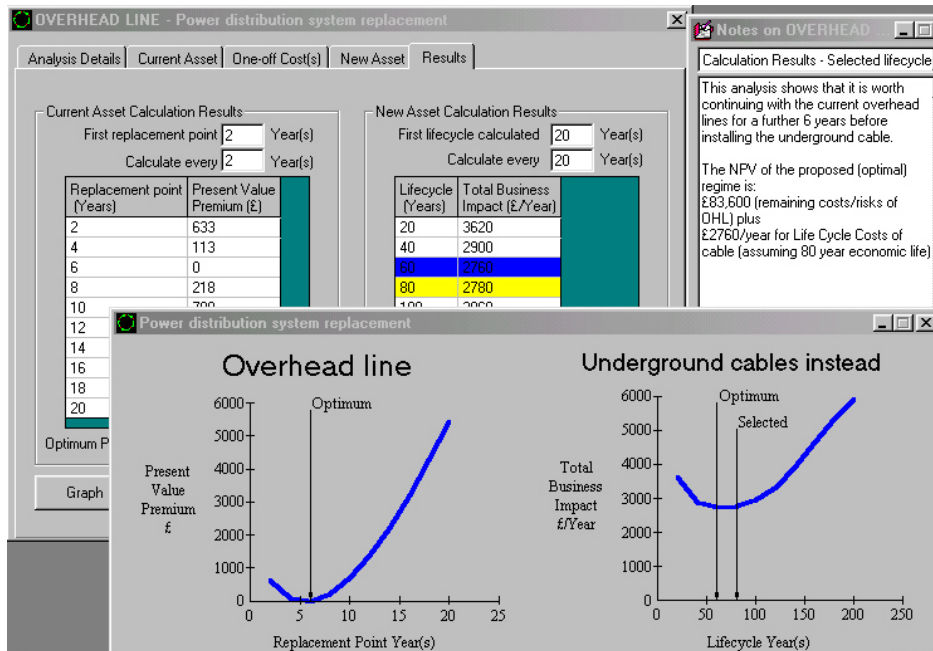 OVERHEAD LINE - Power distribution system replacement
Analysis Details
Current Asset
One-off Cost(s)
New Asset
Results
Current Asset Calculation Results
First replacement point 2 Year(s)
Calculate every 2 Year(s)
Replacement point (Years)
Present Value Premium (£)
2 633
4 113
6 0
8 218
10
12
14
16
18
20
Optimum P
Graph
New Asset Calculation Results
First lifecycle calculated 20 Year(s)
Calculate every 20 Year(s)
Lifecycle (Years)
Total Business Impact (£/Year)
20 3620
40 2900
60 2760
80 2780
Notes on OVERHEAD ...
Calculation Results - Selected lifecycle
This analysis shows that it is worth
continuing with the current overhead
lines for a further 6 years before
installing the underground cable.
The NPV of the proposed (optimal)
regime is:
£83,600 (remaining costs/risks of
OHL) plus
£2760/year for Life Cycle Costs of
cable (assuming 80 year economic life)
Power distribution system replacement
Overhead line
Optimum
6000
5000
4000
3000
2000
1000
0
Present
Value
Premium
£
0 5 10 15 20 25
Replacement Point Year(s)
Underground cables instead
Optimum
Selected
6000
5000
4000
3000
2000
1000
0
Total
Business
Impact
£/Year
0 50 100 150 200 250
Lifecycle Year(s)